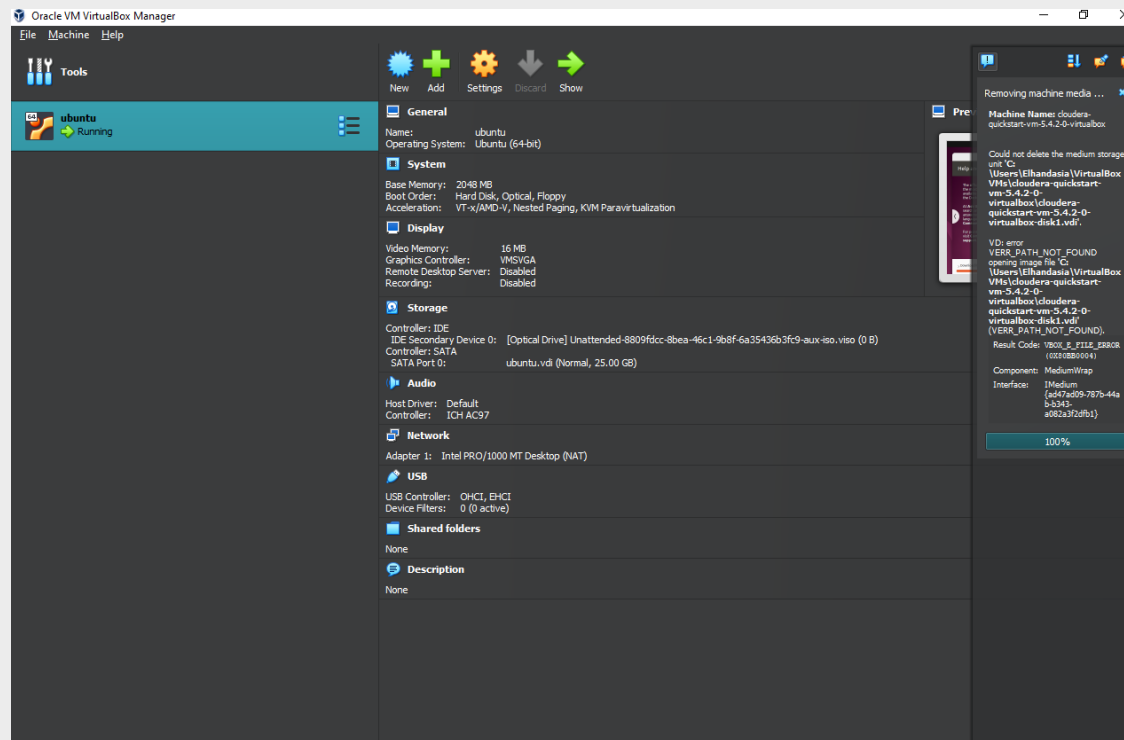 Oracle VM VirtualBox Manager
File Machine Help
Tools
New Add Settings Discard Show
64
ubuntu
Running
General
Name: ubuntu
Operating System: Ubuntu (64-bit)
System
Base Memory: 2048 MB
Boot Order: Hard Disk, Optical, Floppy
Acceleration: VT-x/AMD-V, Nested Paging, KVM Paravirtualization
Display
Video Memory: 16 MB
Graphics Controller: VMSVGA
Remote Desktop Server: Disabled
Recording: Disabled
Storage
Controller: IDE
IDE Secondary Device 0: [Optical Drive] Unattended-8809fdcc-8bea-46c1-9b8f-6a35436b3fc9-aux-iso.viso (0 B)
Controller: SATA
SATA Port 0: ubuntu.vdi (Normal, 25.00 GB)
Audio
Host Driver: Default
Controller: ICH AC97
Network
Adapter 1: Intel PRO/1000 MT Desktop (NAT)
USB
USB Controller: OHCI, EHCI
Device Filters: 0 (0 active)
Shared folders
None
Description
None
Pre
Removing machine media ...
Machine Name: cloudera-
quickstart-vm-5.4.2-0-virtualbox
Could not delete the medium storage
unit 'C:
\Users\Elhandasia\VirtualBox
VMs\cloudera-quickstart-
vm-5.4.2-0-
virtualbox\cloudera-
quickstart-vm-5.4.2-0-
virtualbox-disk1.vdi'.
VD: error
VERR_PATH_NOT_FOUND
opening image file 'C:
\Users\Elhandasia\VirtualBox
VMs\cloudera-quickstart-
vm-5.4.2-0-
virtualbox\cloudera-
quickstart-vm-5.4.2-0-
virtualbox-disk1.vdi'
(VERR_PATH_NOT_FOUND).
Result Code: VBOX_E_FILE_ERROR
(0X80BB0004)
Component: MediumWrap
Interface: IMedium
{ad47ad09-787b-44a
b-b343-
a082a3f2dfb1}
100%